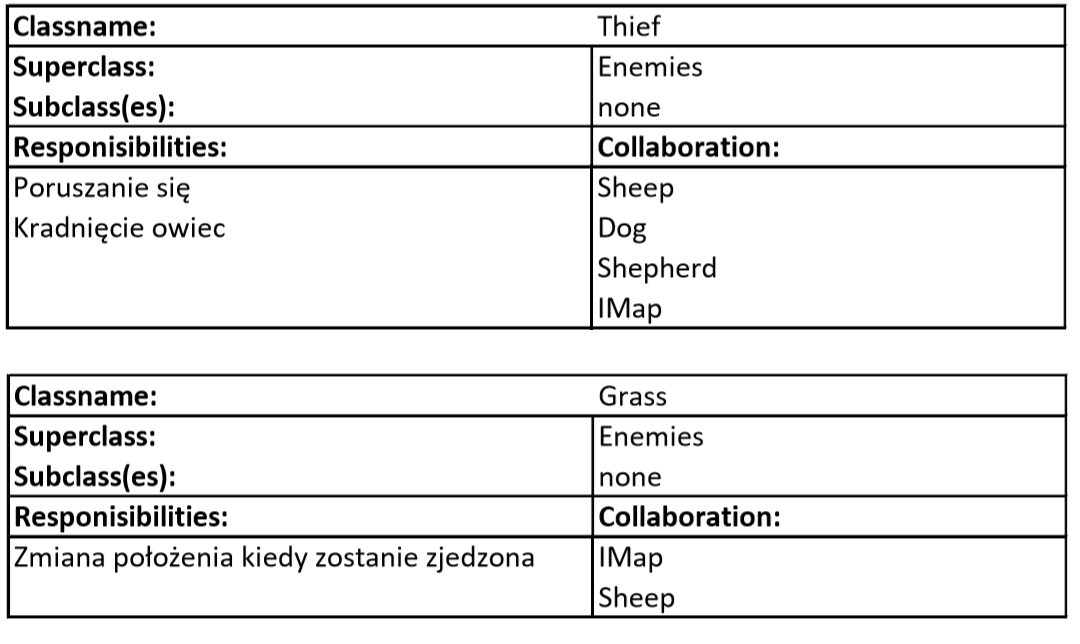 Classname: Thief
Superclass: Enemies
Subclass(es): none
Responisibilities: Collaboration:
Poruszanie się Sheep
Kradnięcie owiec Dog
Shepherd
IMap
Classname: Grass
Superclass: Enemies
Subclass(es): none
Responisibilities: Collaboration:
Zmiana położenia kiedy zostanie zjedzona IMap
Sheep